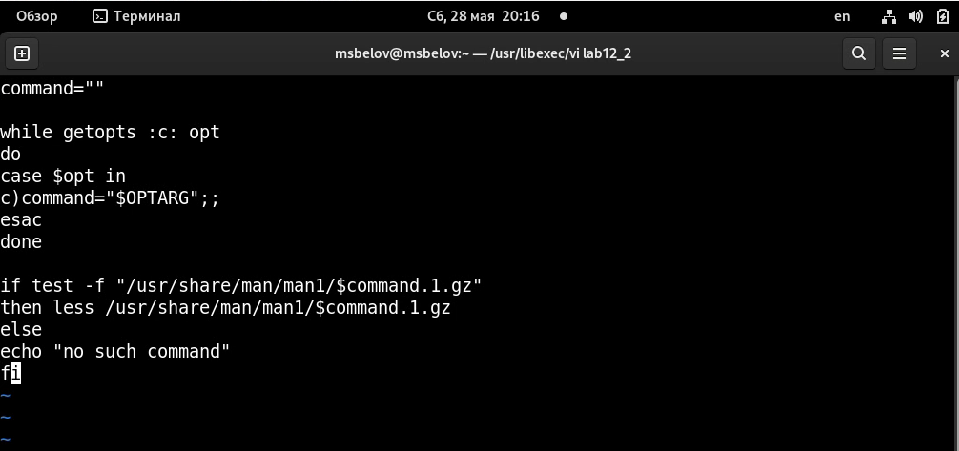 Обзор Терминал Сб, 28 мая 20:16 en
msbelov@msbelov:~ — /usr/libexec/vi lab12_2
command=""
while getopts :c: opt
do
case $opt in
c)command="$OPTARG";;
esac
done
if test -f "/usr/share/man/man1/$command.1.gz"
then less /usr/share/man/man1/$command.1.gz
else
echo "no such command"
fi
~
~
~